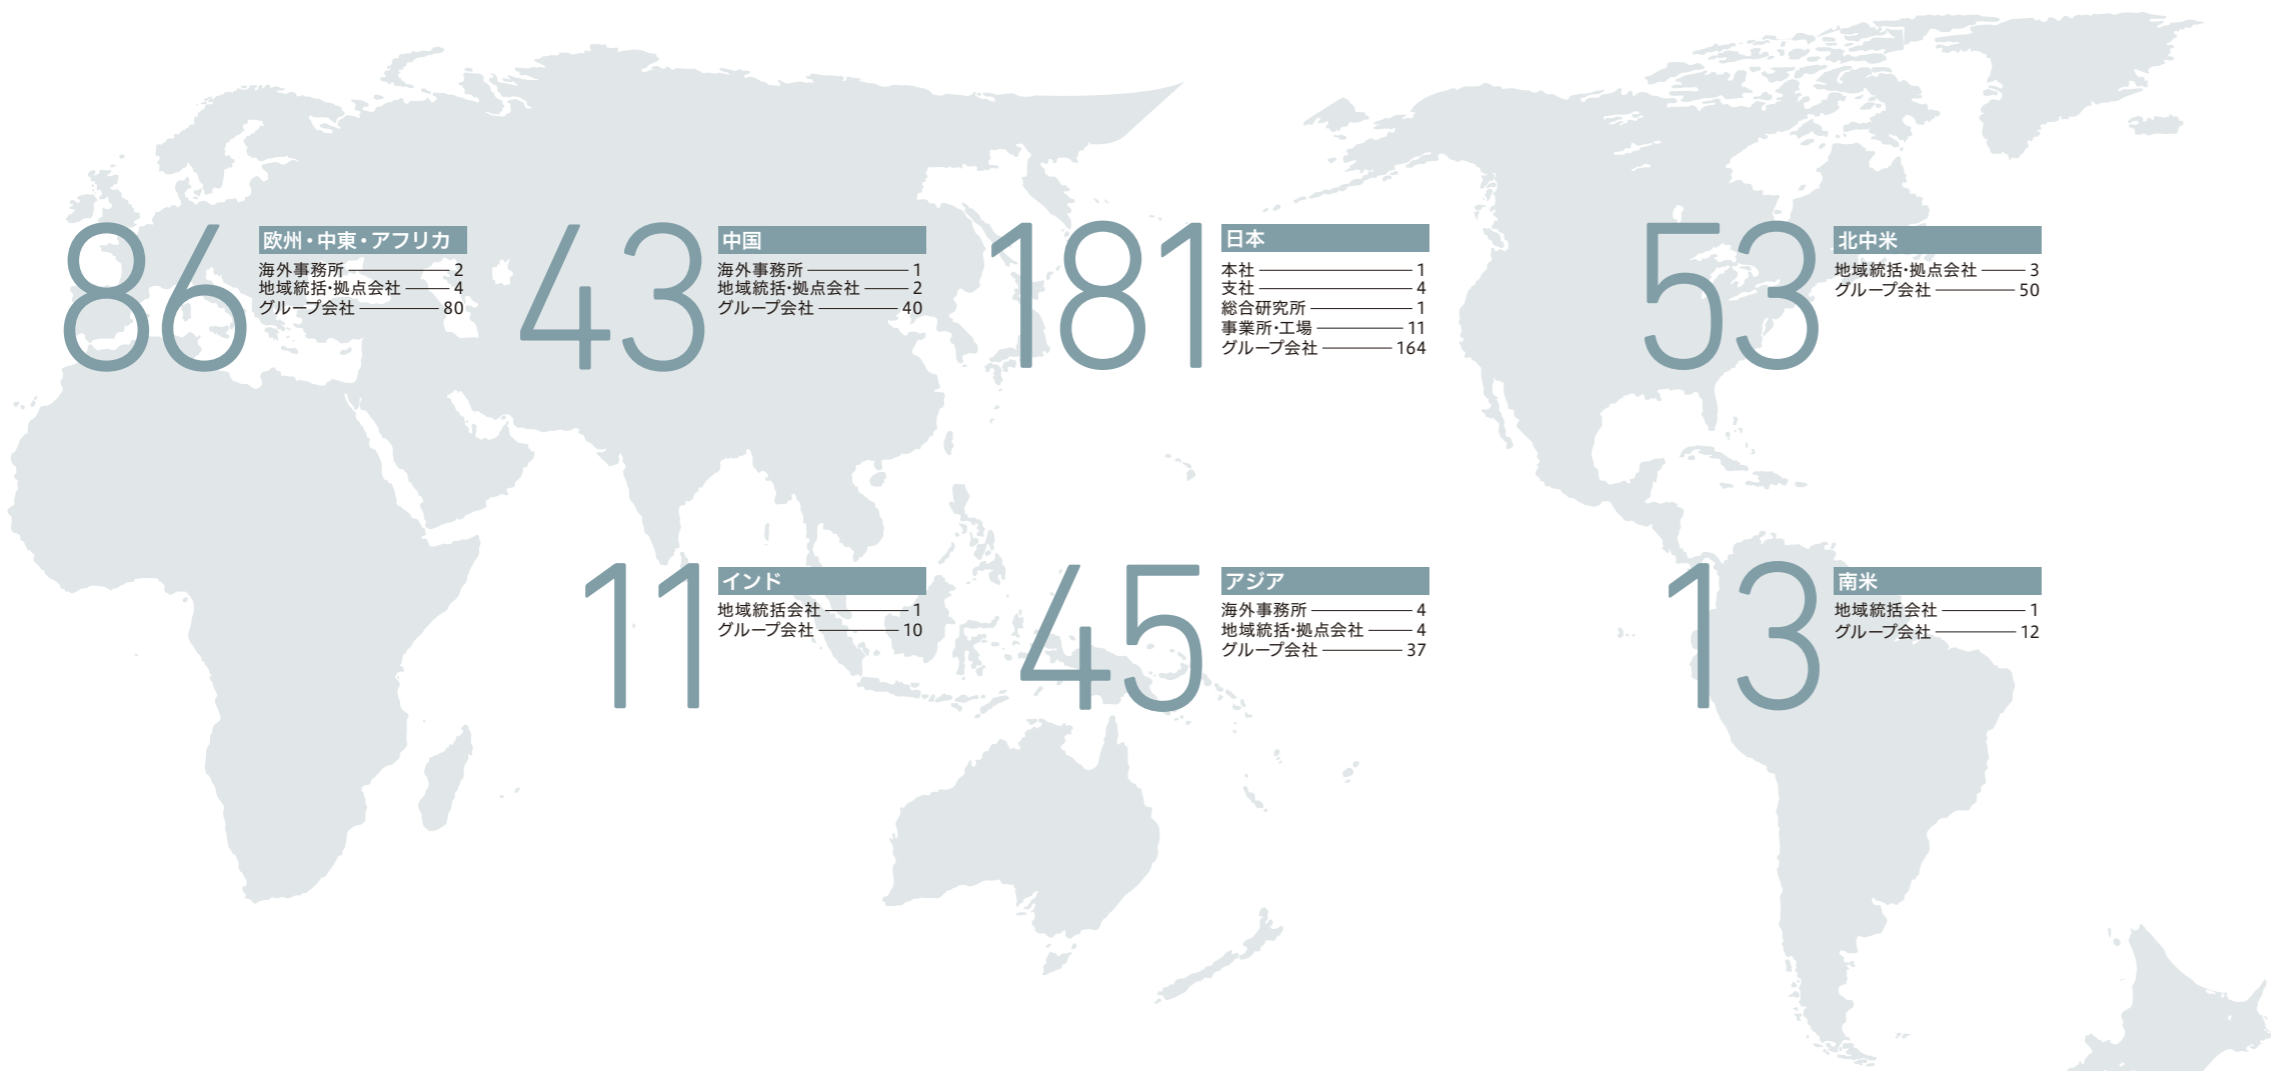 86
欧州・中東・アフリカ
海外事務所 2
地域統括・拠点会社 4
グループ会社 80
43
中国
海外事務所 1
地域統括・拠点会社 2
グループ会社 40
181
日本
本社 1
支社 4
総合研究所 1
事業所・工場 11
グループ会社 164
53
北中米
地域統括・拠点会社 3
グループ会社 50
11
インド
地域統括会社 1
グループ会社 10
45
アジア
海外事務所 4
地域統括・拠点会社 4
グループ会社 37
13
南米
地域統括会社 1
グループ会社 12